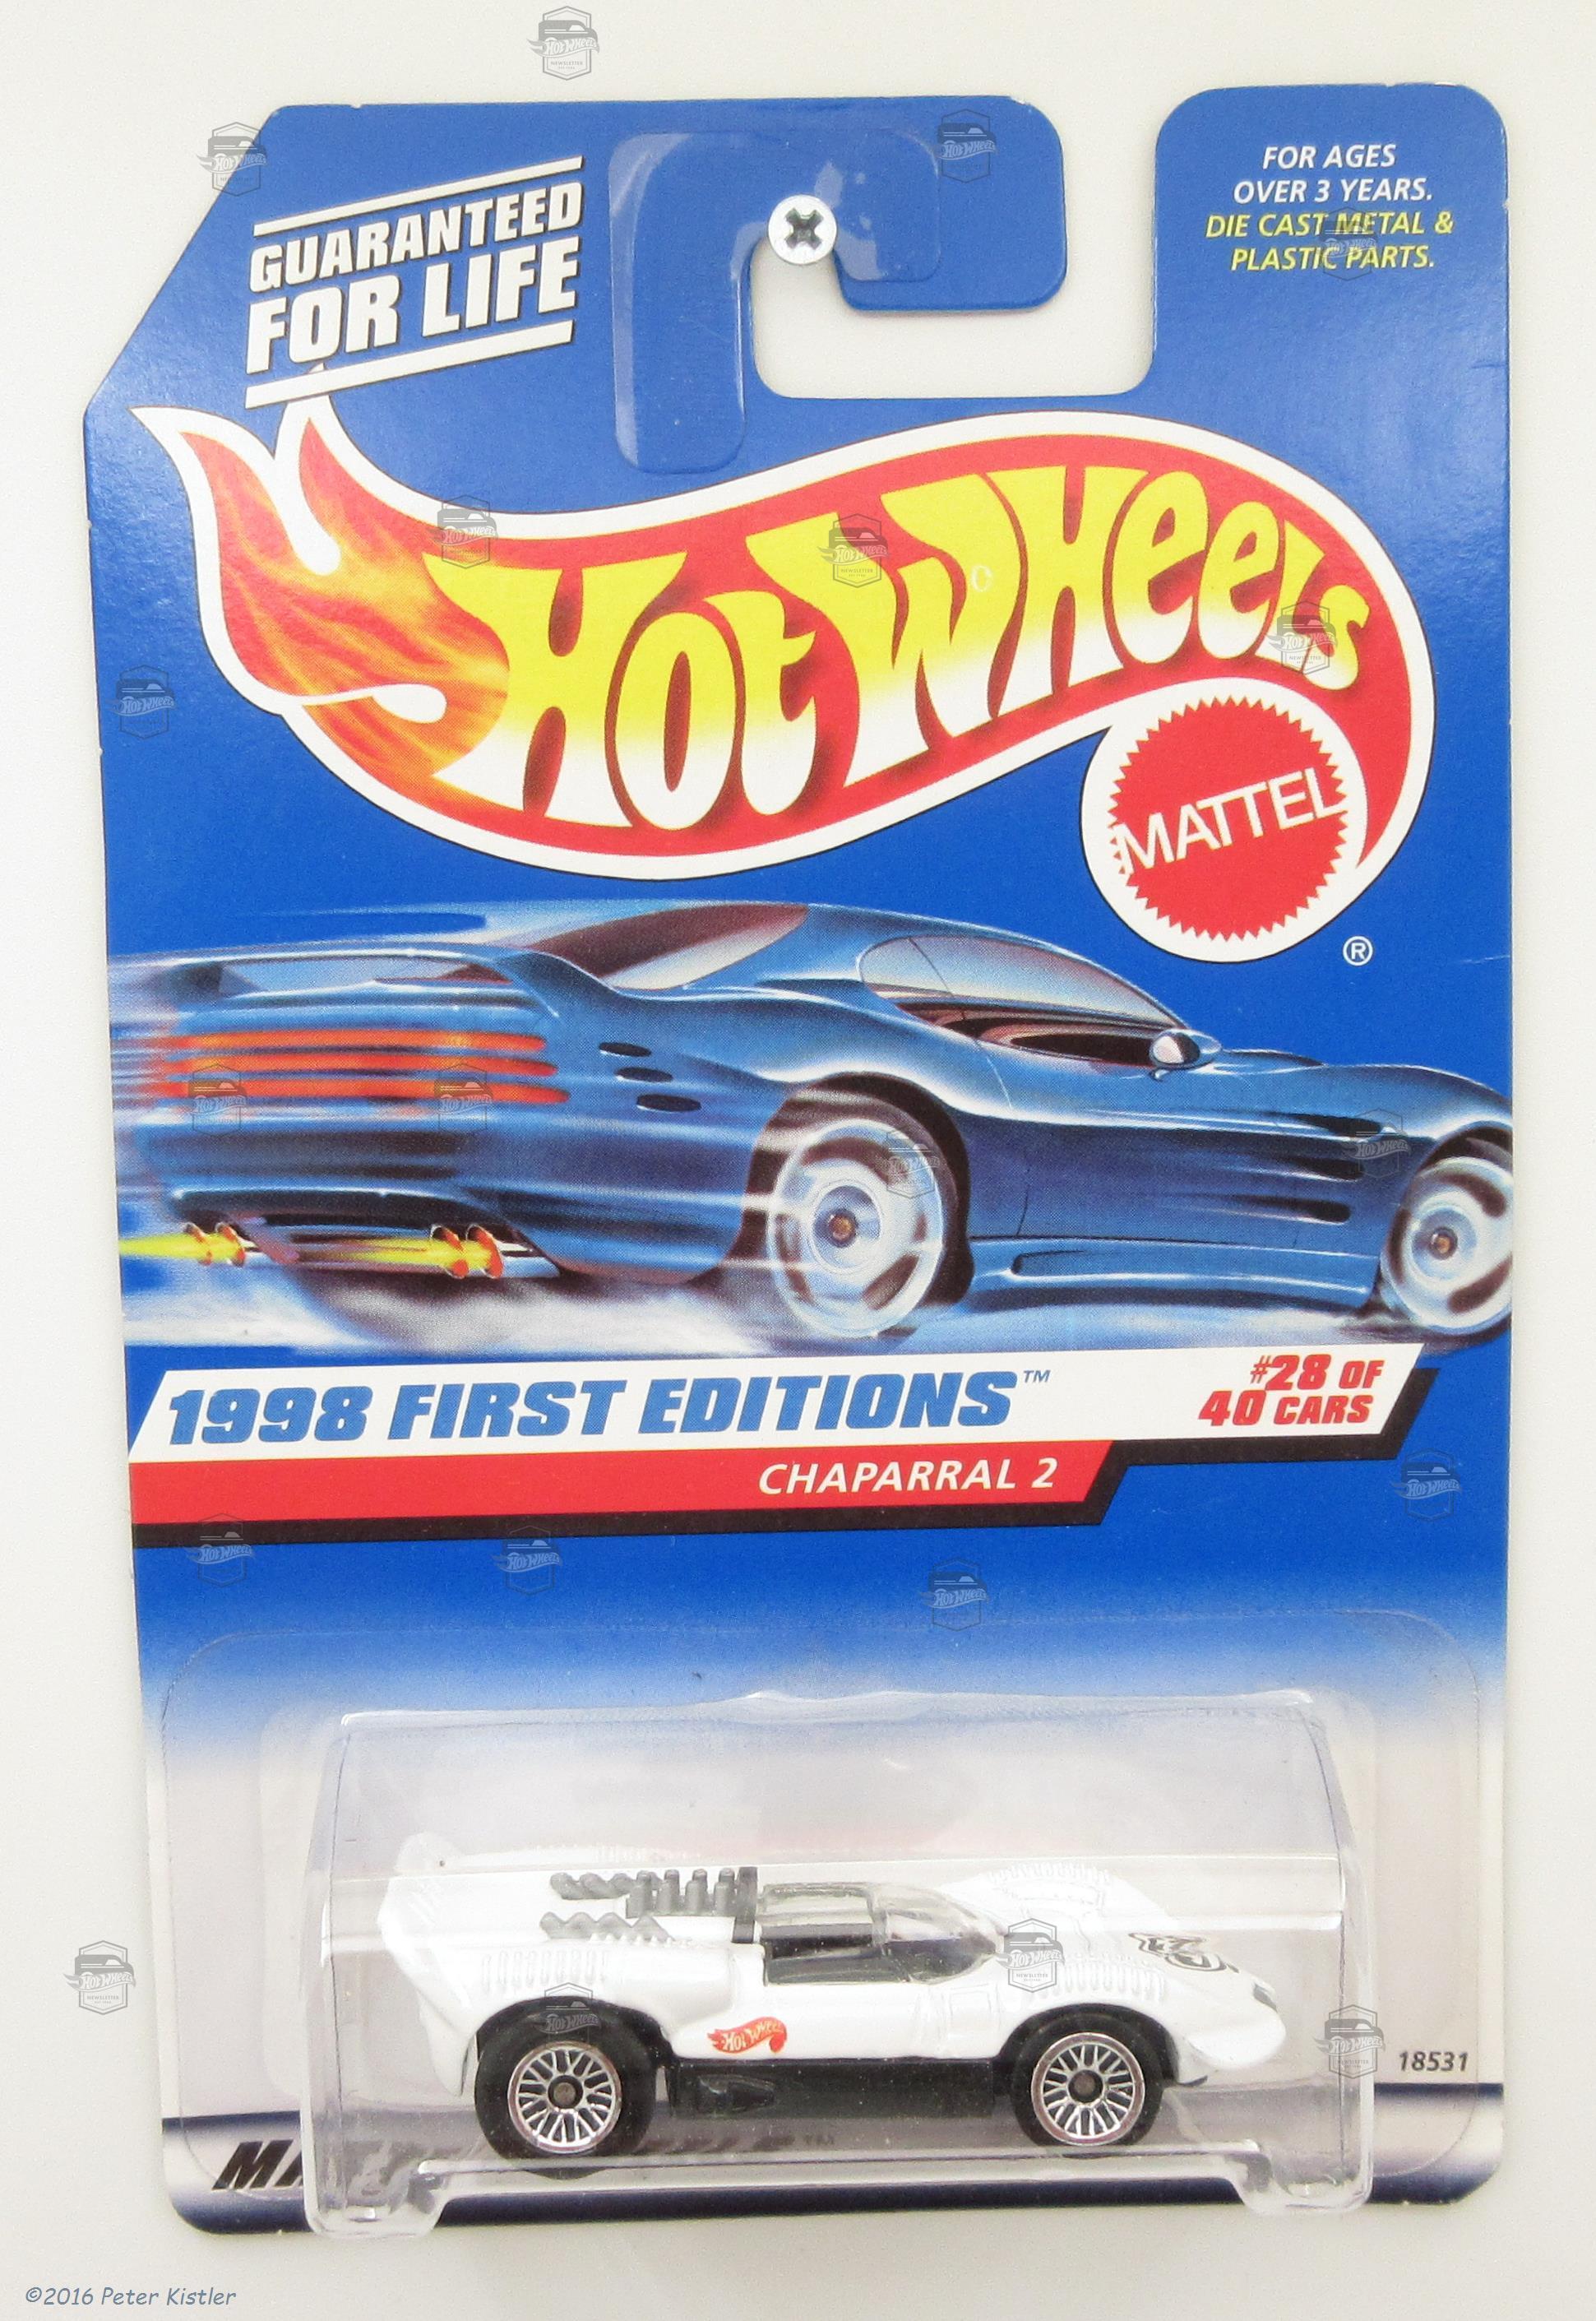 GUARANTEED
FOR LIFE
FOR AGES
OVER 3 YEARS.
DIE CAST METAL &
PLASTIC PARTS.
HOT WHEELS
MATTEL
®
1998 FIRST EDITIONS™
#28 OF
40 CARS
CHAPARRAL 2
HOT WHEELS
18531
©2016 Peter Kistler